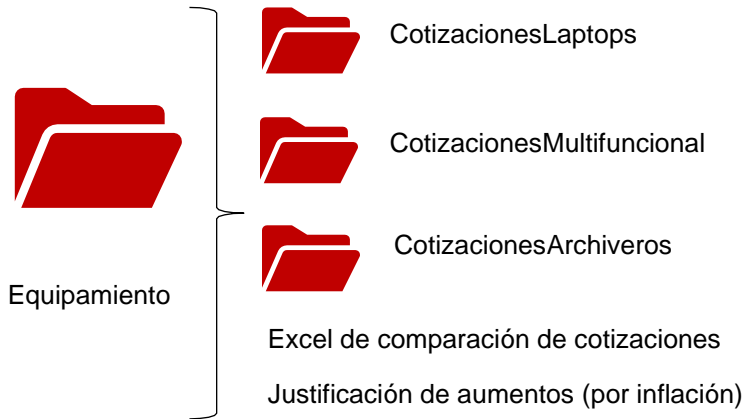 CotizacionesLaptops
CotizacionesMultifuncional
CotizacionesArchiveros
Equipamiento
Excel de comparación de cotizaciones
Justificación de aumentos (por inflación)